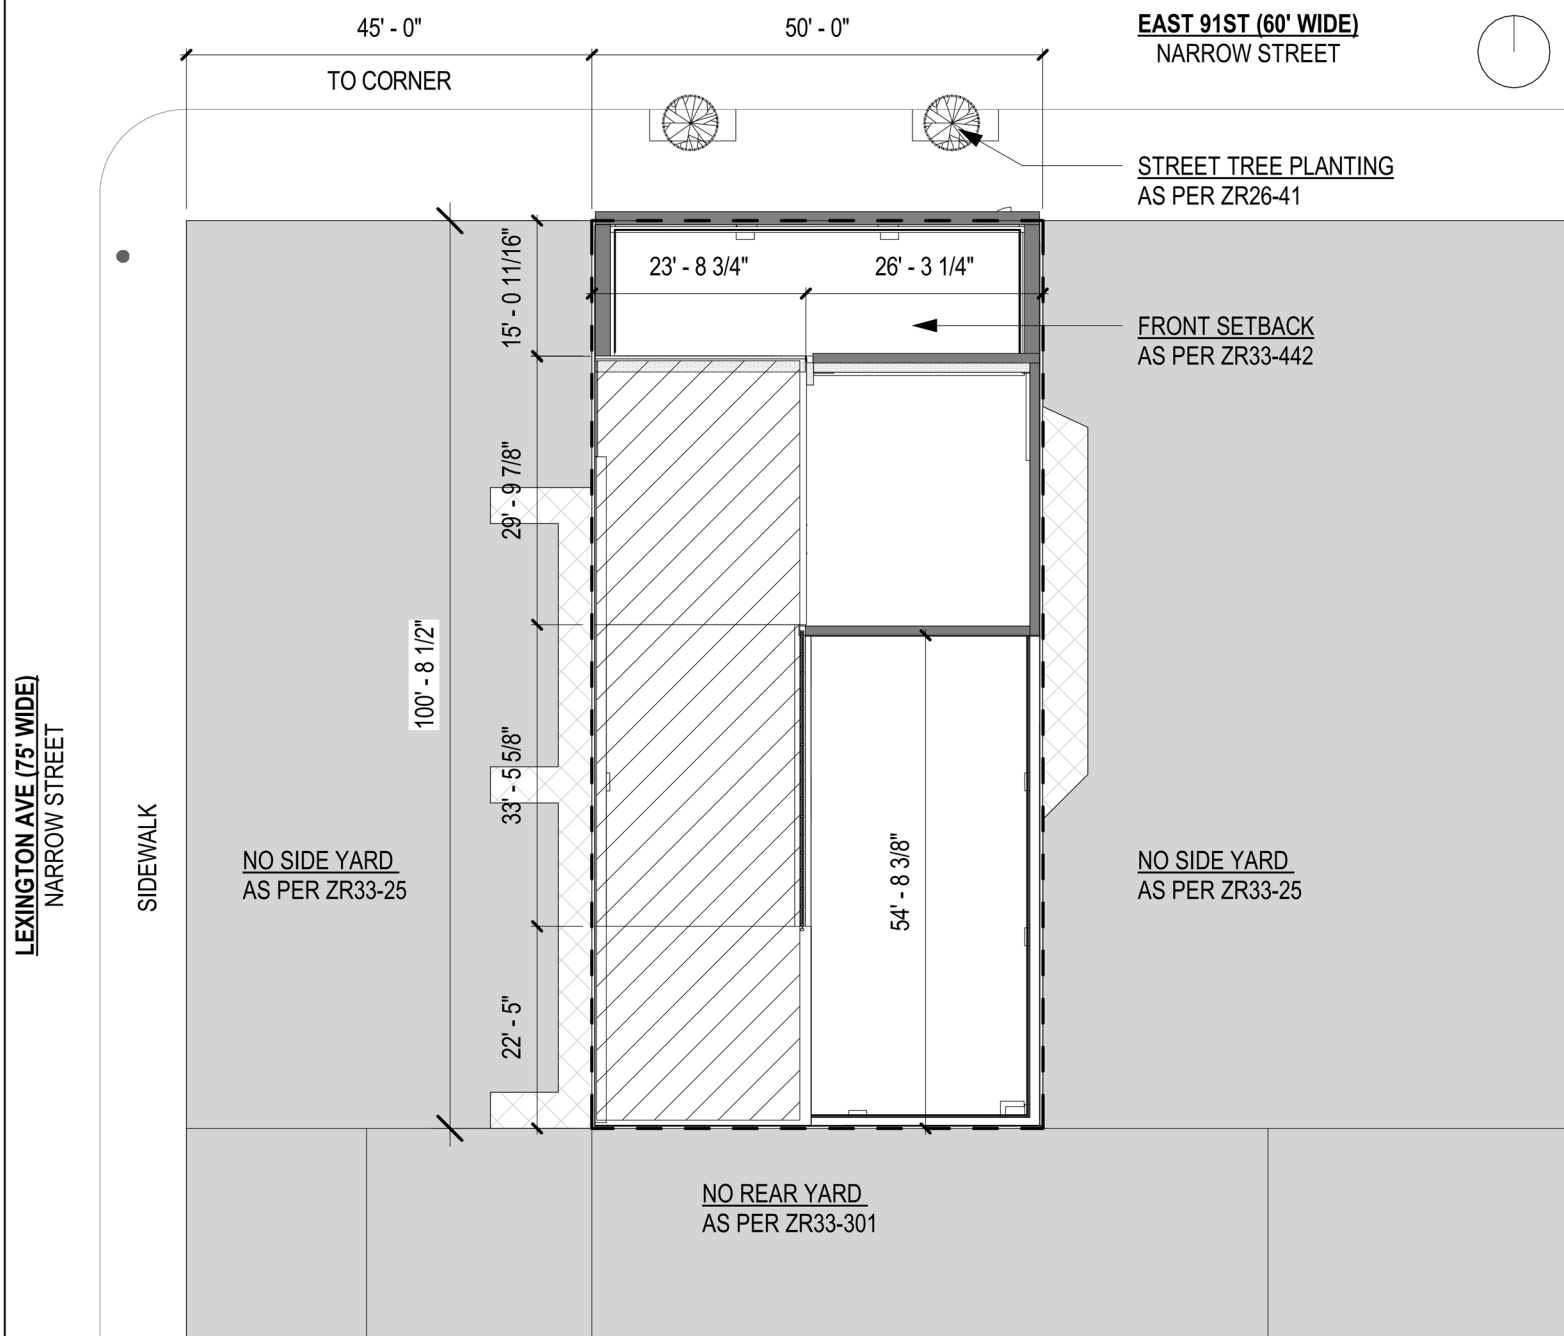 45' - 0"
50' - 0"
EAST 91ST (60' WIDE)
NARROW STREET
TO CORNER
STREET TREE PLANTING
AS PER ZR26-41
15' - 0 11/16"
23' - 8 3/4"
26' - 3 1/4"
FRONT SETBACK
AS PER ZR33-442
29' - 9 7/8"
100' - 8 1/2"
33' - 5 5/8"
LEXINGTON AVE (75' WIDE)
NARROW STREET
SIDEWALK
NO SIDE YARD
AS PER ZR33-25
54' - 8 3/8"
NO SIDE YARD
AS PER ZR33-25
22' - 5"
NO REAR YARD
AS PER ZR33-301